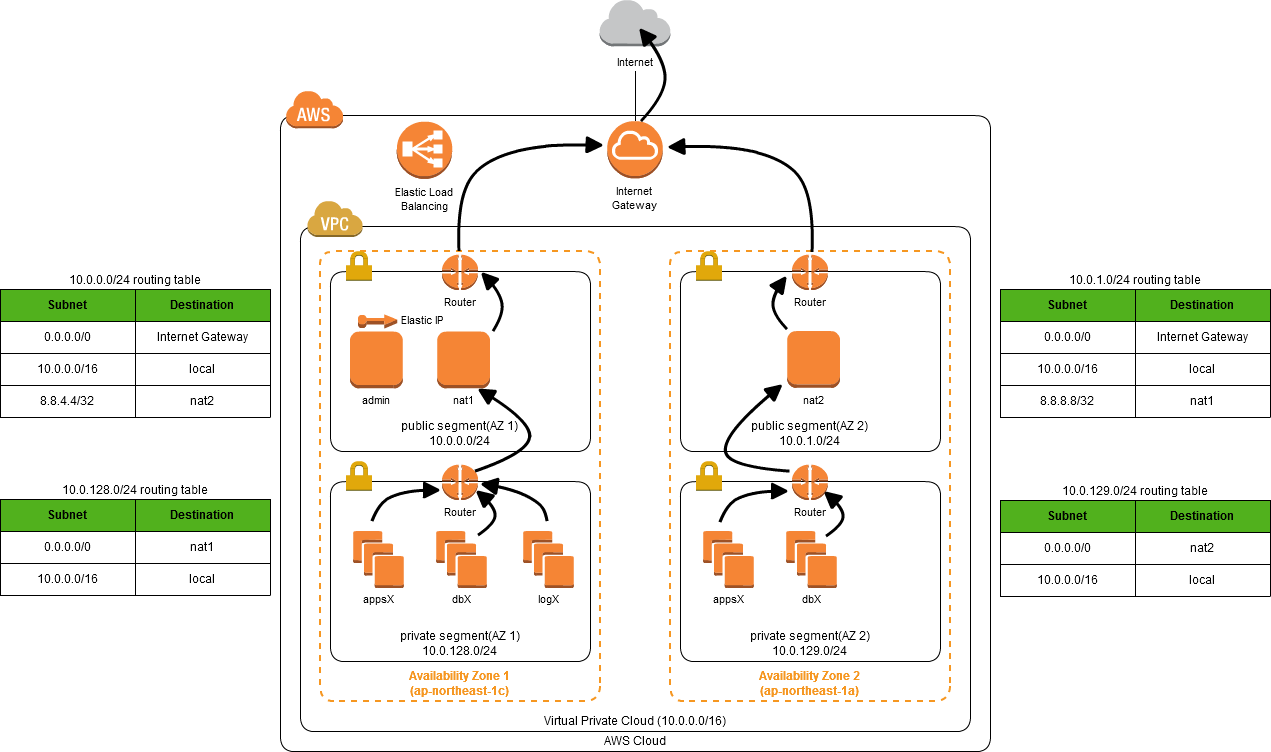 Internet
AWS
Elastic Load
Balancing
Internet
Gateway
VPC
10.0.0.0/24 routing table
Subnet Destination
0.0.0.0/0 Internet Gateway
10.0.0.0/16 local
8.8.4.4/32 nat2
Router
Elastic IP
admin
nat1
public segment(AZ 1)
10.0.0.0/24
Router
nat2
public segment(AZ 2)
10.0.1.0/24
10.0.1.0/24 routing table
Subnet Destination
0.0.0.0/0 Internet Gateway
10.0.0.0/16 local
8.8.8.8/32 nat1
10.0.128.0/24 routing table
Subnet Destination
0.0.0.0/0 nat1
10.0.0.0/16 local
Router
appsX
dbX
logX
private segment(AZ 1)
10.0.128.0/24
Availability Zone 1
(ap-northeast-1c)
Router
appsX
dbX
private segment(AZ 2)
10.0.129.0/24
Availability Zone 2
(ap-northeast-1a)
10.0.129.0/24 routing table
Subnet Destination
0.0.0.0/0 nat2
10.0.0.0/16 local
Virtual Private Cloud (10.0.0.0/16)
AWS Cloud